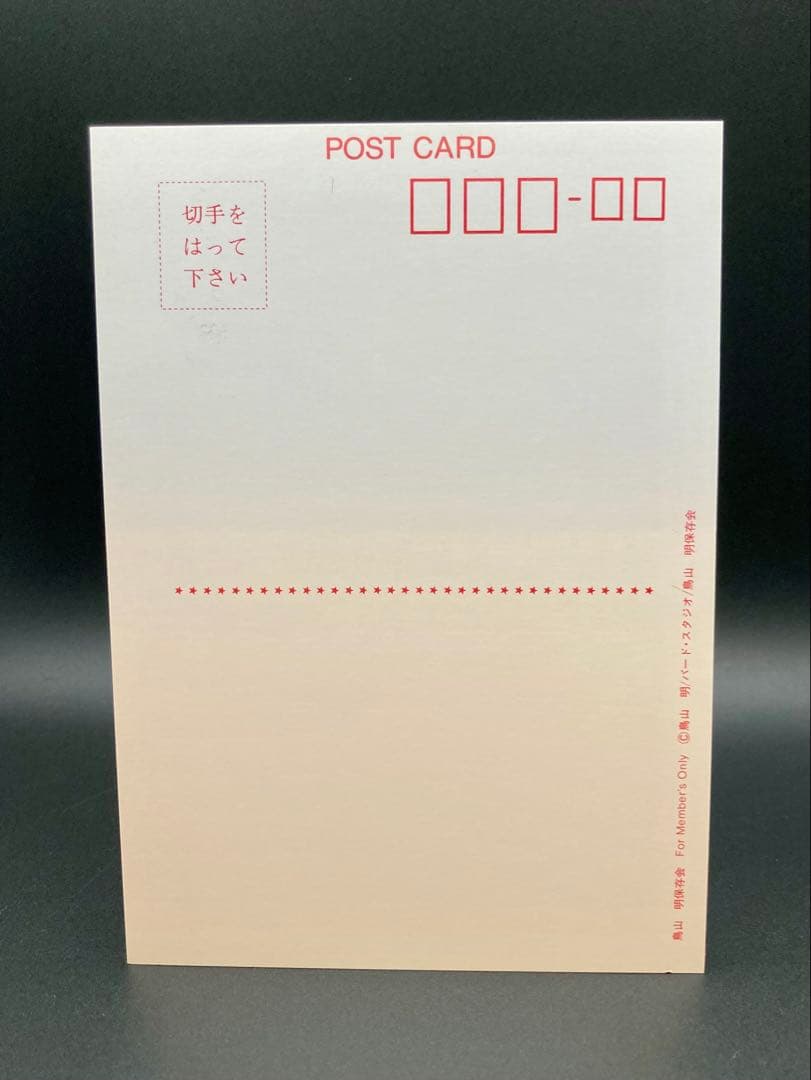 POST CARD
切手を
はって
下さい
鳥山 明保存会 For Member's Only ©鳥山 明/バード・スタジオ/鳥山 明保存会